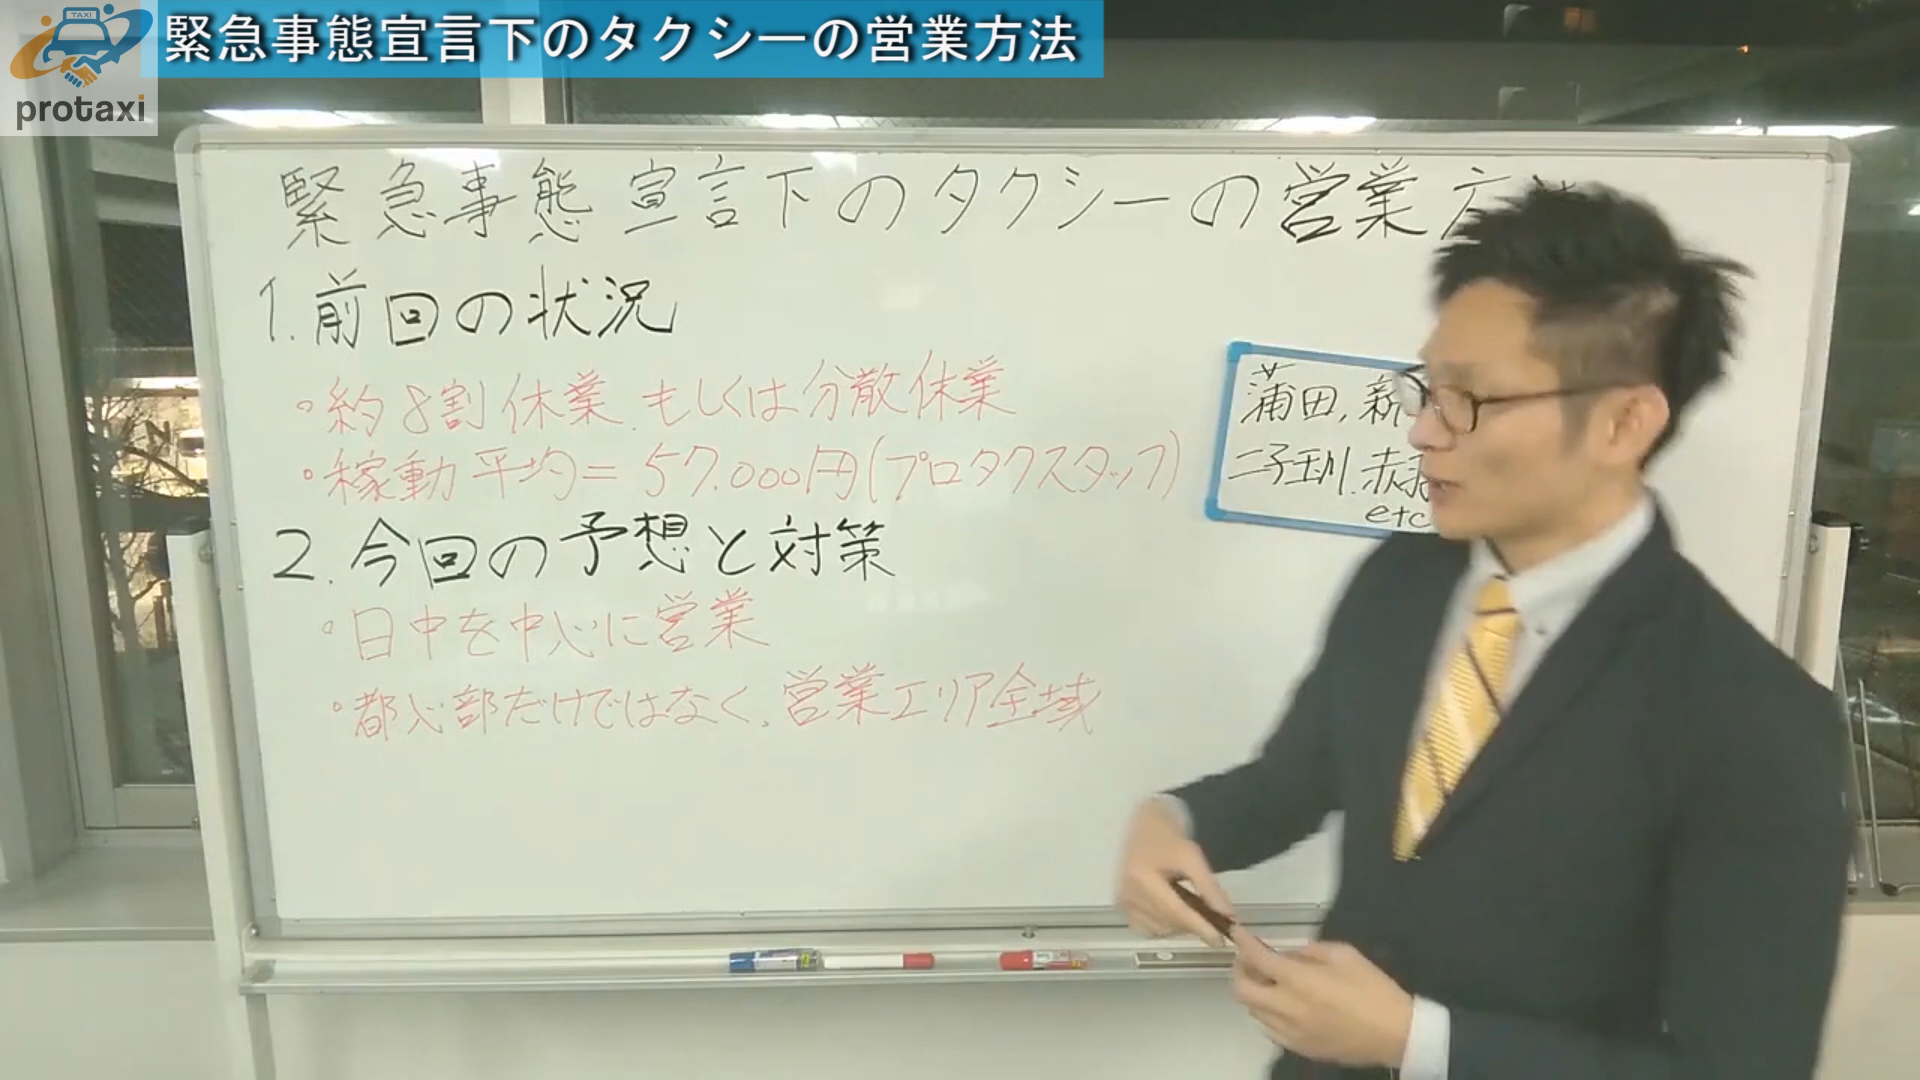 緊急事態宣言下のタクシーの営業方法
TAXI
protaxi
緊急事態宣言下のタクシーの営業方
1.前回の状況
・約8割休業、もしくは分散休業
・稼動平均=57.000円(プロタクスタッフ)
2.今回の予想と対策
・日中を中心に営業
・都心部だけではなく、営業エリア全域
蒲田,新
二子玉川.赤羽
etc